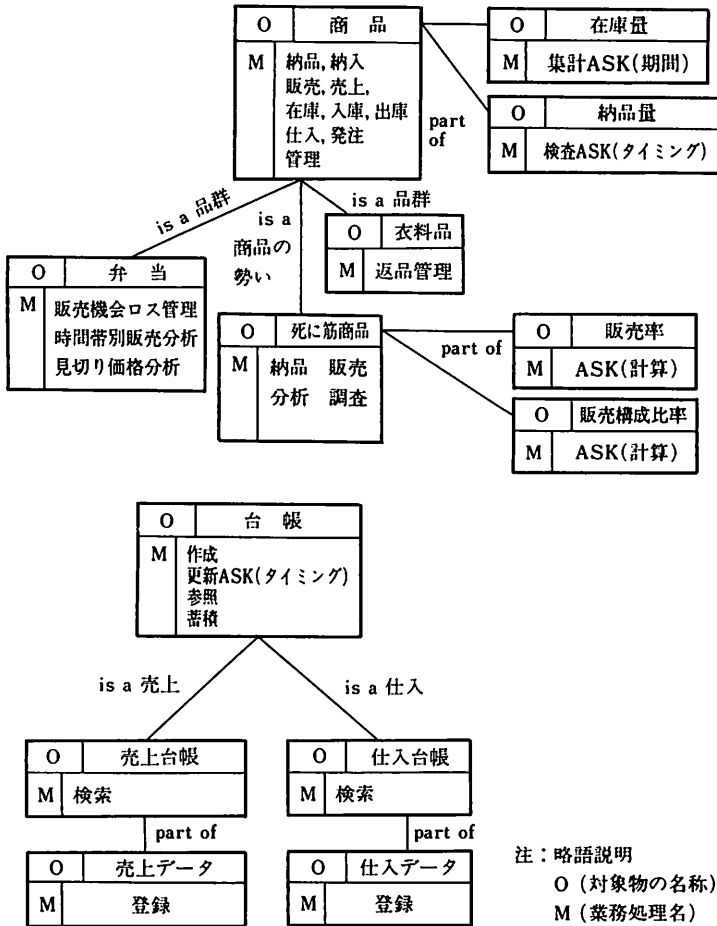 O 商品
M 納品, 納入
販売, 売上,
在庫, 入庫, 出庫
仕入, 発注
管理
O 在庫量
M 集計ASK(期間)
part of
O 納品量
M 検査ASK(タイミング)
is a 品群
is a 商品の勢い
is a 品群
O 衣料品
M 返品管理
O 弁当
M 販売機会ロス管理
時間帯別販売分析
見切り価格分析
O 死に筋商品
M 納品 販売
分析 調査
part of
O 販売率
M ASK(計算)
O 販売構成比率
M ASK(計算)
O 台帳
M 作成
更新ASK(タイミング)
参照
蓄積
is a 売上
is a 仕入
O 売上台帳
M 検索
part of
O 売上データ
M 登録
O 仕入台帳
M 検索
part of
O 仕入データ
M 登録
注：略語説明
O (対象物の名称)
M (業務処理名)